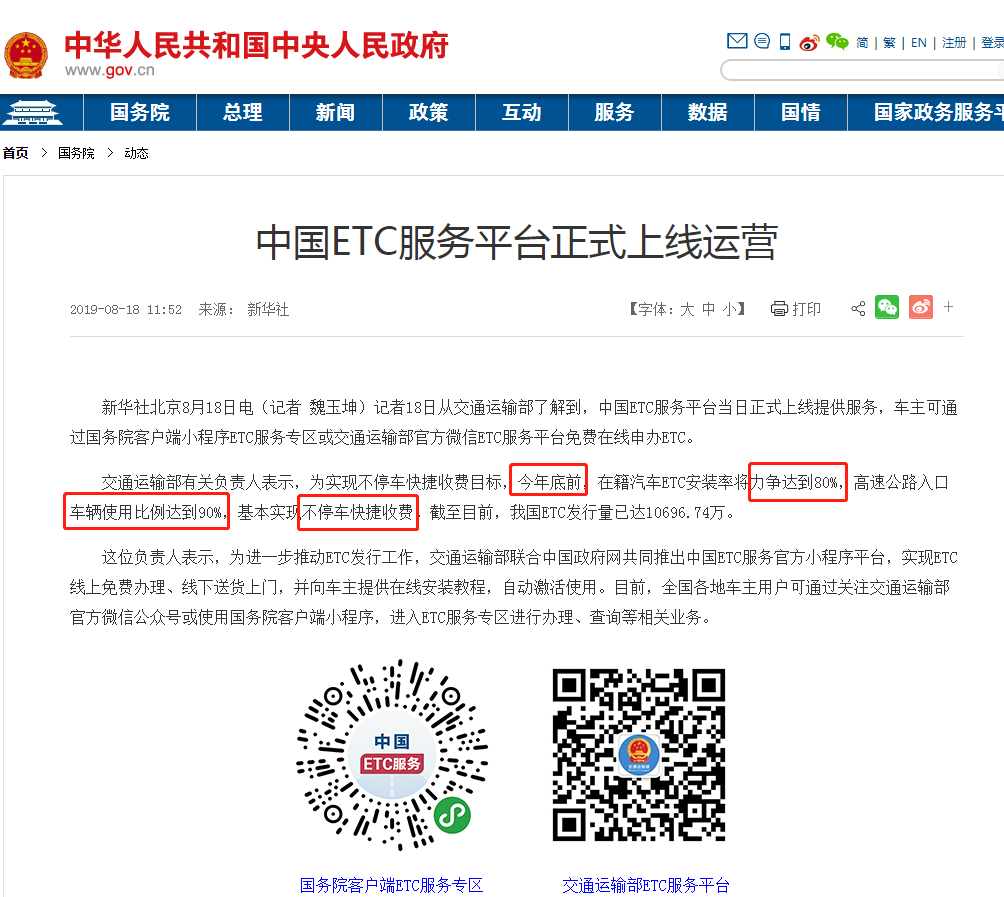 中华人民共和国中央人民政府
www.gov.cn
简 | 繁 | EN | 注册 | 登录
国务院 总理 新闻 政策 互动 服务 数据 国情 国家政务服务平
首页 > 国务院 > 动态
中国ETC服务平台正式上线运营
2019-08-18 11:52 来源： 新华社 【字体：大 中 小】 打印
新华社北京8月18日电（记者 魏玉坤）记者18日从交通运输部了解到，中国ETC服务平台当日正式上线提供服务，车主可通
过国务院客户端小程序ETC服务专区或交通运输部官方微信ETC服务平台免费在线申办ETC。
交通运输部有关负责人表示，为实现不停车快捷收费目标，今年底前，在籍汽车ETC安装率将力争达到80%，高速公路入口
车辆使用比例达到90%，基本实现不停车快捷收费。截至目前，我国ETC发行量已达10696.74万。
这位负责人表示，为进一步推动ETC发行工作，交通运输部联合中国政府网共同推出中国ETC服务官方小程序平台，实现ETC
线上免费办理、线下送货上门，并向车主提供在线安装教程，自动激活使用。目前，全国各地车主用户可通过关注交通运输部
官方微信公众号或使用国务院客户端小程序，进入ETC服务专区进行办理、查询等相关业务。
中国
ETC服务
交通运输部
国务院客户端ETC服务专区 交通运输部ETC服务平台